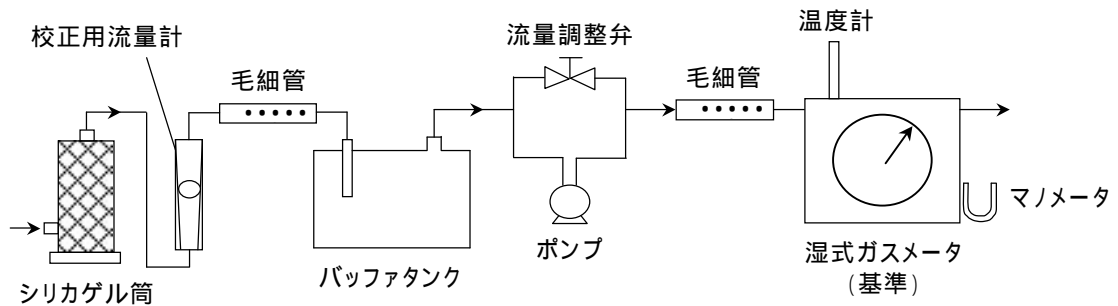 温度計
校正用流量計
流量調整弁
毛細管
毛細管
マノメータ
ポンプ
湿式ガスメータ
(基準)
バッファタンク
シリカゲル筒